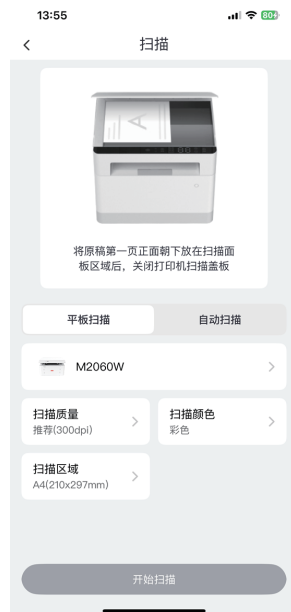 13:55
80
扫描
将原稿第一页正面朝下放在扫描面
板区域后，关闭打印机扫描盖板
平板扫描
自动扫描
M2060W
扫描质量
推荐(300dpi)
扫描颜色
彩色
扫描区域
A4(210x297mm)
开始扫描